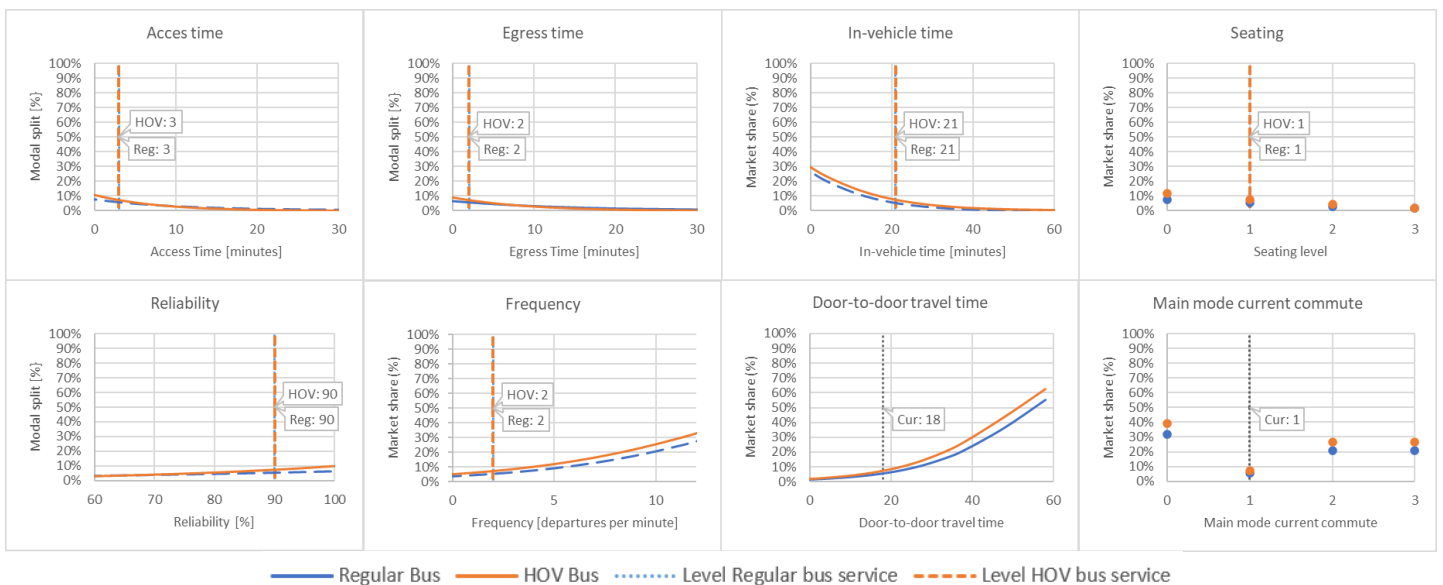 Acces time
Modal split [%}
100%
90%
80%
70%
60%
50%
40%
30%
20%
10%
0%
HOV: 3
Reg: 3
0 10 20 30
Access Time [minutes]
Egress time
Modal split [%}
100%
90%
80%
70%
60%
50%
40%
30%
20%
10%
0%
HOV: 2
Reg: 2
0 10 20 30
Egress Time [minutes]
In-vehicle time
Market share (%)
100%
90%
80%
70%
60%
50%
40%
30%
20%
10%
0%
HOV: 21
Reg: 21
0 20 40 60
In-vehicle time [minutes]
Seating
Market share (%)
100%
90%
80%
70%
60%
50%
40%
30%
20%
10%
0%
HOV: 1
Reg: 1
0 1 2 3
Seating level
Reliability
Modal split [%}
100%
90%
80%
70%
60%
50%
40%
30%
20%
10%
0%
HOV: 90
Reg: 90
60 70 80 90 100
Reliability [%]
Frequency
Market share (%)
100%
90%
80%
70%
60%
50%
40%
30%
20%
10%
0%
HOV: 2
Reg: 2
0 5 10
Frequency [departures per minute]
Door-to-door travel time
Market share (%)
100%
90%
80%
70%
60%
50%
40%
30%
20%
10%
0%
Cur: 18
0 20 40 60
Door-to-door travel time
Main mode current commute
Market share (%)
100%
90%
80%
70%
60%
50%
40%
30%
20%
10%
0%
Cur: 1
0 1 2 3
Main mode current commute
Regular Bus HOV Bus Level Regular bus service Level HOV bus service